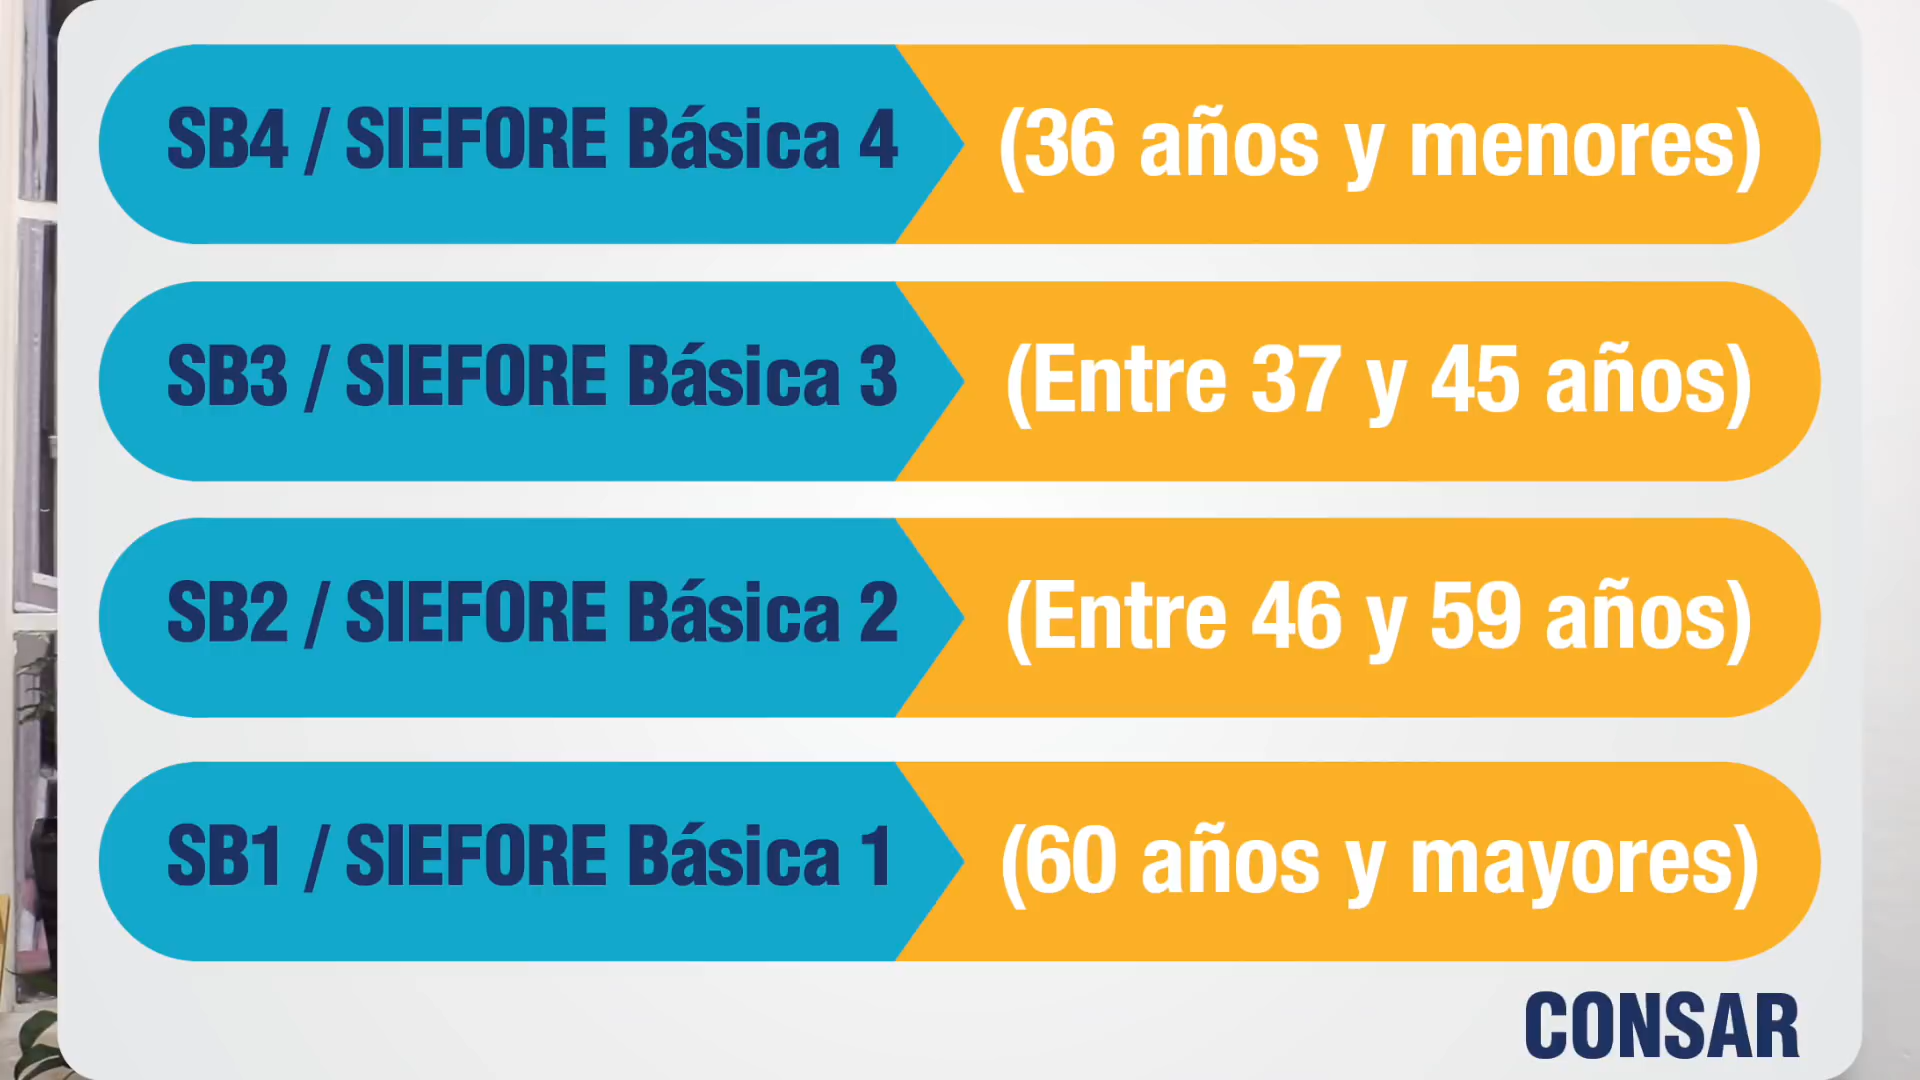 SB4 / SIEFORE Básica 4 (36 años y menores)
SB3 / SIEFORE Básica 3 (Entre 37 y 45 años)
SB2 / SIEFORE Básica 2 (Entre 46 y 59 años)
SB1 / SIEFORE Básica 1 (60 años y mayores)
CONSAR